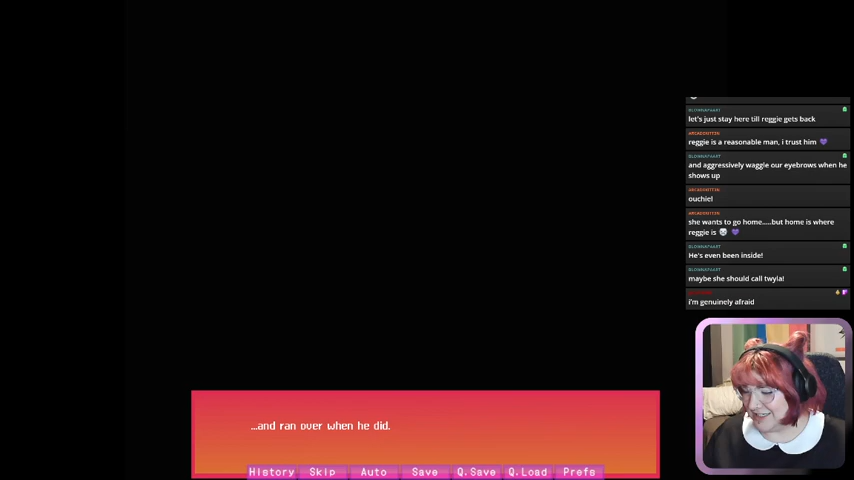 let's just stay here till reggie gets back
reggie is a reasonable man, i trust him 💜
and aggressively waggle our eyebrows when he
shows up
ouchie!
she wants to go home.....but home is where
reggie is 💀 💜
He's even been inside!
maybe she should call twyla!
i'm genuinely afraid
...and ran over when he did.
History Skip Auto Save Q.Save Q.Load Prefs